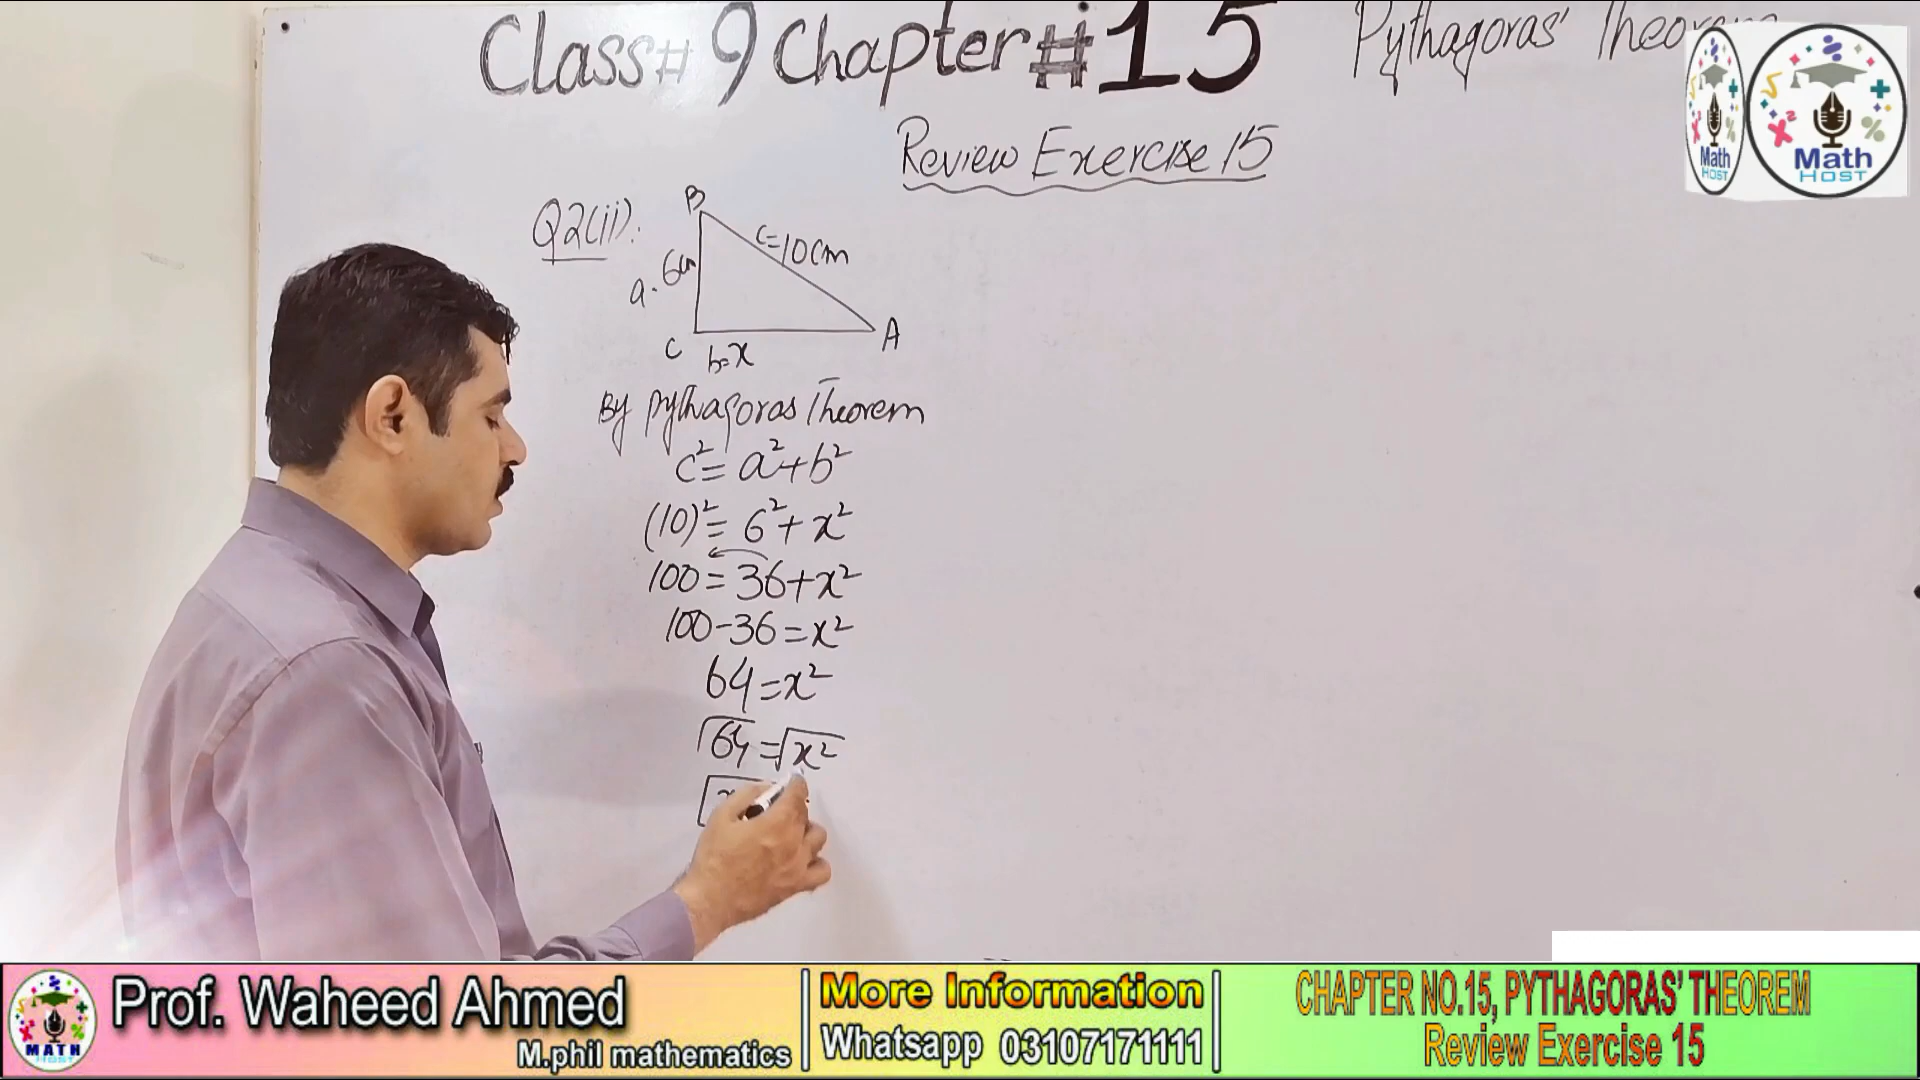 Class# 9 Chapter # 15
Pythagoras' Theorem
Math
HOST
Math
HOST
Review Exercise 15
Q2(ii):
B
c=10cm
6cm
a.
C
A
b=x
By Pythagoras Theorem
c²=a²+b²
(10)²=6²+x²
100=36+x²
100-36=x²
64=x²
√64=√x²
MATH
HOST
Prof. Waheed Ahmed
M.phil mathematics
More Information
Whatsapp 03107171111
CHAPTER NO.15, PYTHAGORAS' THEOREM
Review Exercise 15